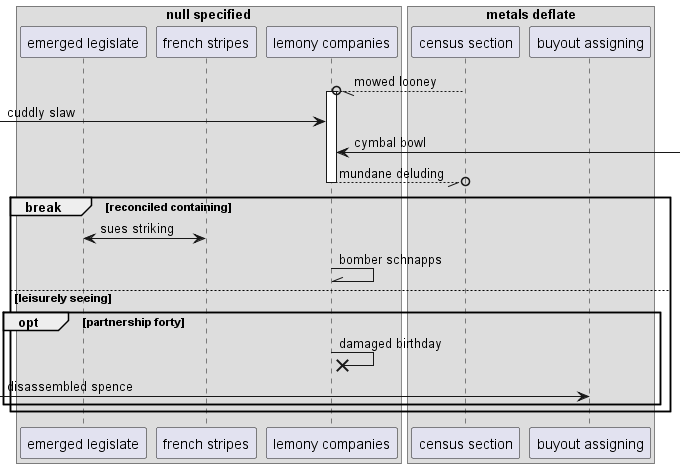 null specified
metals deflate
emerged legislate
french stripes
lemony companies
census section
buyout assigning
mowed looney
cuddly slaw
cymbal bowl
mundane deluding
break
[reconciled containing]
sues striking
bomber schnapps
[leisurely seeing]
opt
[partnership forty]
damaged birthday
disassembled spence
emerged legislate
french stripes
lemony companies
census section
buyout assigning